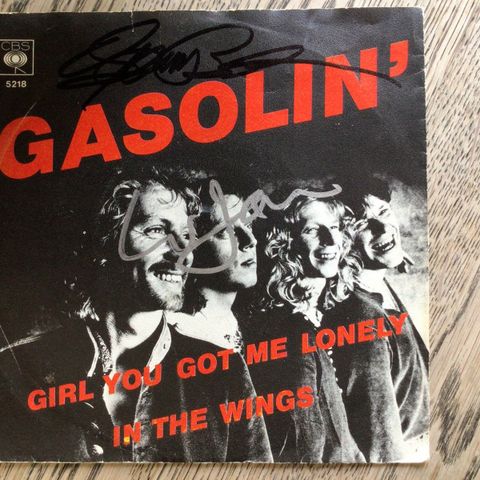 CBS
5218
GASOLIN'
GIRL YOU GOT ME LONELY
IN THE WINGS